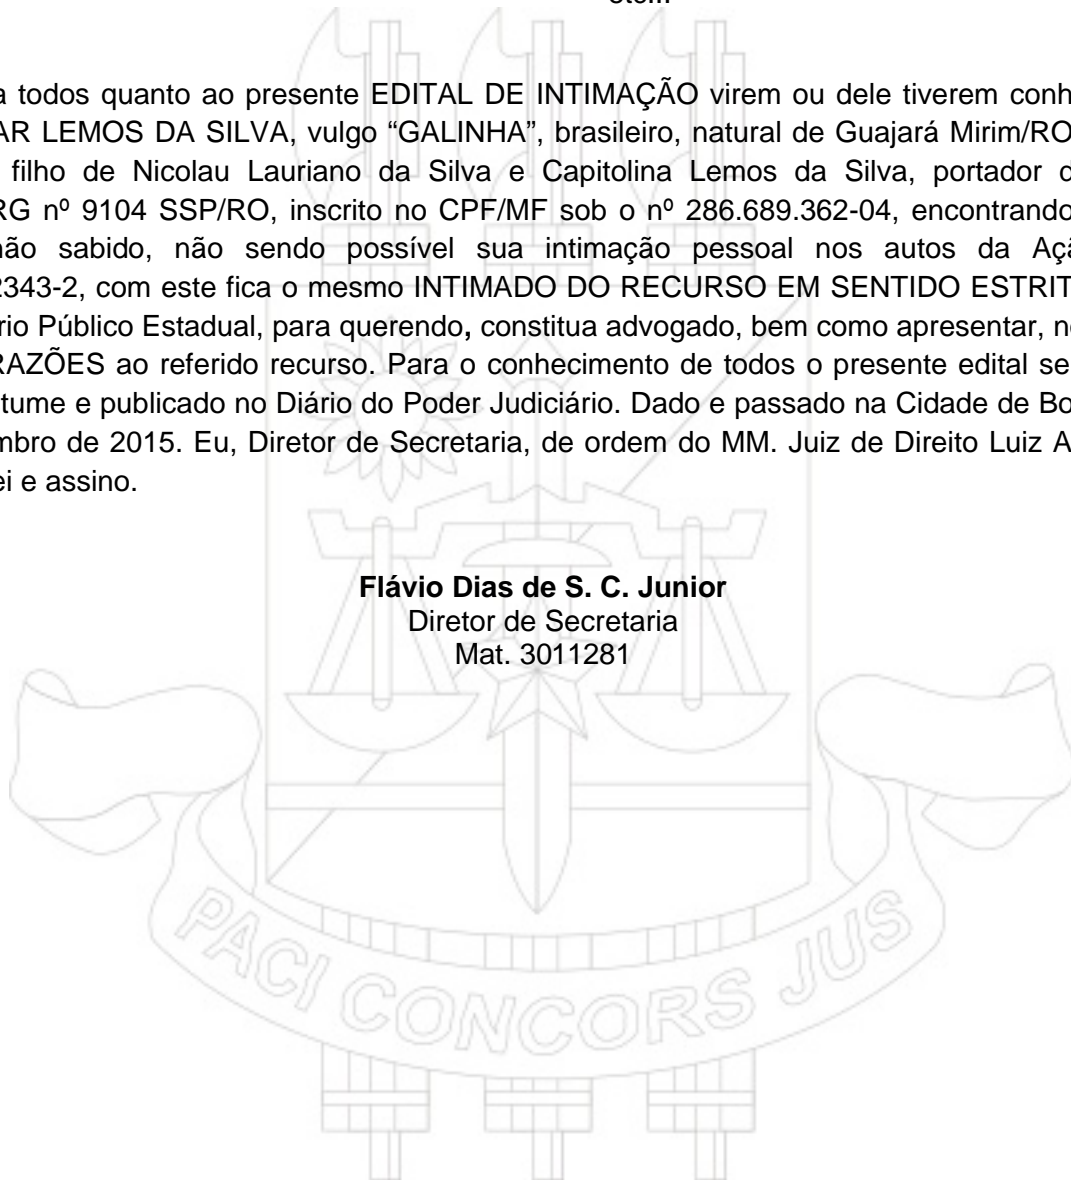 a todos quanto ao presente EDITAL DE INTIMAÇÃO virem ou dele tiverem conh
AR LEMOS DA SILVA, vulgo “GALINHA”, brasileiro, natural de Guajará Mirim/RO
filho de Nicolau Lauriano da Silva e Capitolina Lemos da Silva, portador d
RG nº 9104 SSP/RO, inscrito no CPF/MF sob o nº 286.689.362-04, encontrando
não sabido, não sendo possível sua intimação pessoal nos autos da Açã
2343-2, com este fica o mesmo INTIMADO DO RECURSO EM SENTIDO ESTRIT
rio Público Estadual, para querendo, constitua advogado, bem como apresentar, n
RAZÕES ao referido recurso. Para o conhecimento de todos o presente edital se
tume e publicado no Diário do Poder Judiciário. Dado e passado na Cidade de Bo
mbro de 2015. Eu, Diretor de Secretaria, de ordem do MM. Juiz de Direito Luiz A
ei e assino.
Flávio Dias de S. C. Junior
Diretor de Secretaria
Mat. 3011281
PACI CONCORS JUS